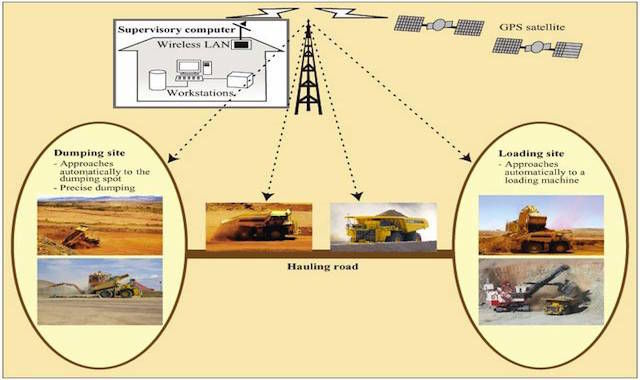 Supervisory computer
Wireless LAN
Workstations
GPS satellite
Dumping site
- Approaches
automatically to the
dumping spot
- Precise dumping
Loading site
- Approaches
automatically to a
loading machine
Hauling road